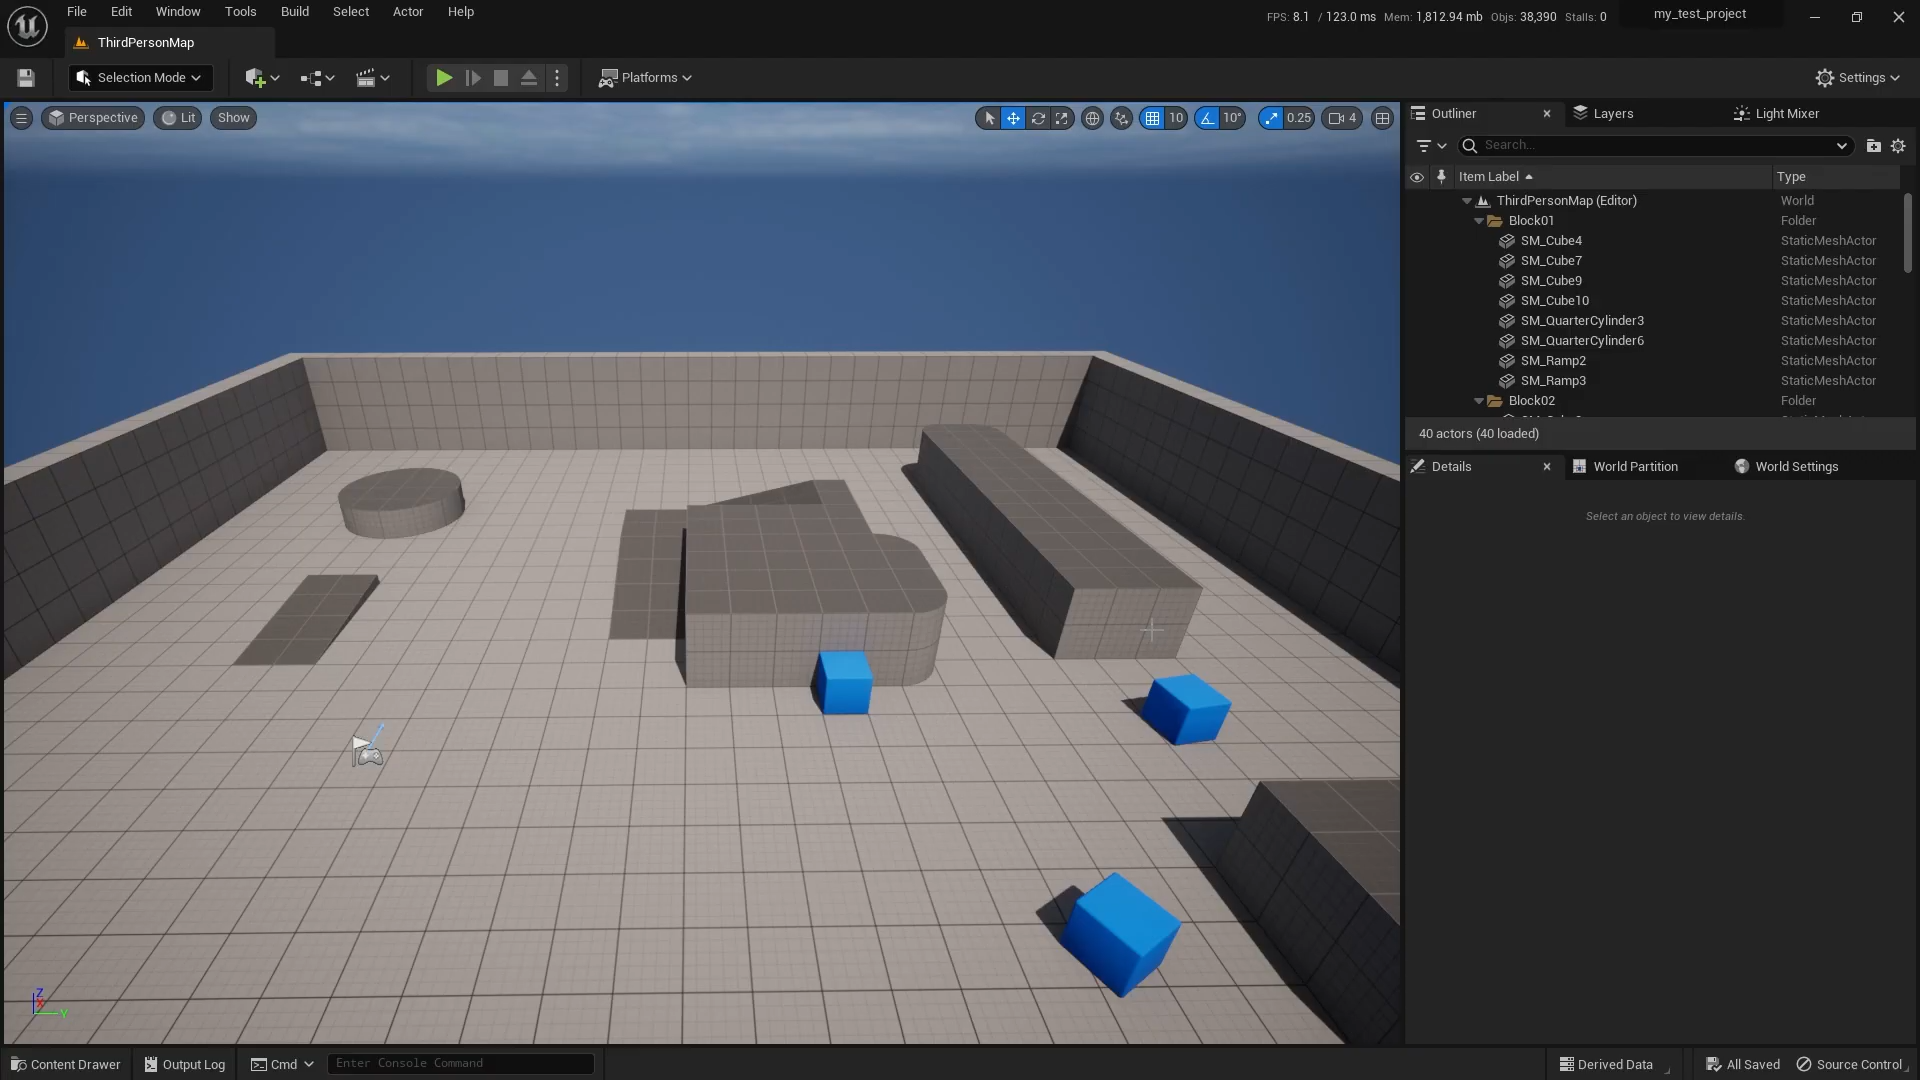 File Edit Window Tools Build Select Actor Help
FPS: 8.1 / 123.0 ms Mem: 1,812.94 mb Objs: 38,390 Stalls: 0
my_test_project
ThirdPersonMap
Selection Mode
Platforms
Settings
Perspective Lit Show
10 10° 0.25 4
Outliner Layers Light Mixer
Search...
Item Label Type
ThirdPersonMap (Editor) World
Block01 Folder
SM_Cube4 StaticMeshActor
SM_Cube7 StaticMeshActor
SM_Cube9 StaticMeshActor
SM_Cube10 StaticMeshActor
SM_QuarterCylinder3 StaticMeshActor
SM_QuarterCylinder6 StaticMeshActor
SM_Ramp2 StaticMeshActor
SM_Ramp3 StaticMeshActor
Block02 Folder
40 actors (40 loaded)
Details World Partition World Settings
Select an object to view details.
Z
X
Y
Content Drawer Output Log Cmd Enter Console Command
Derived Data All Saved Source Control